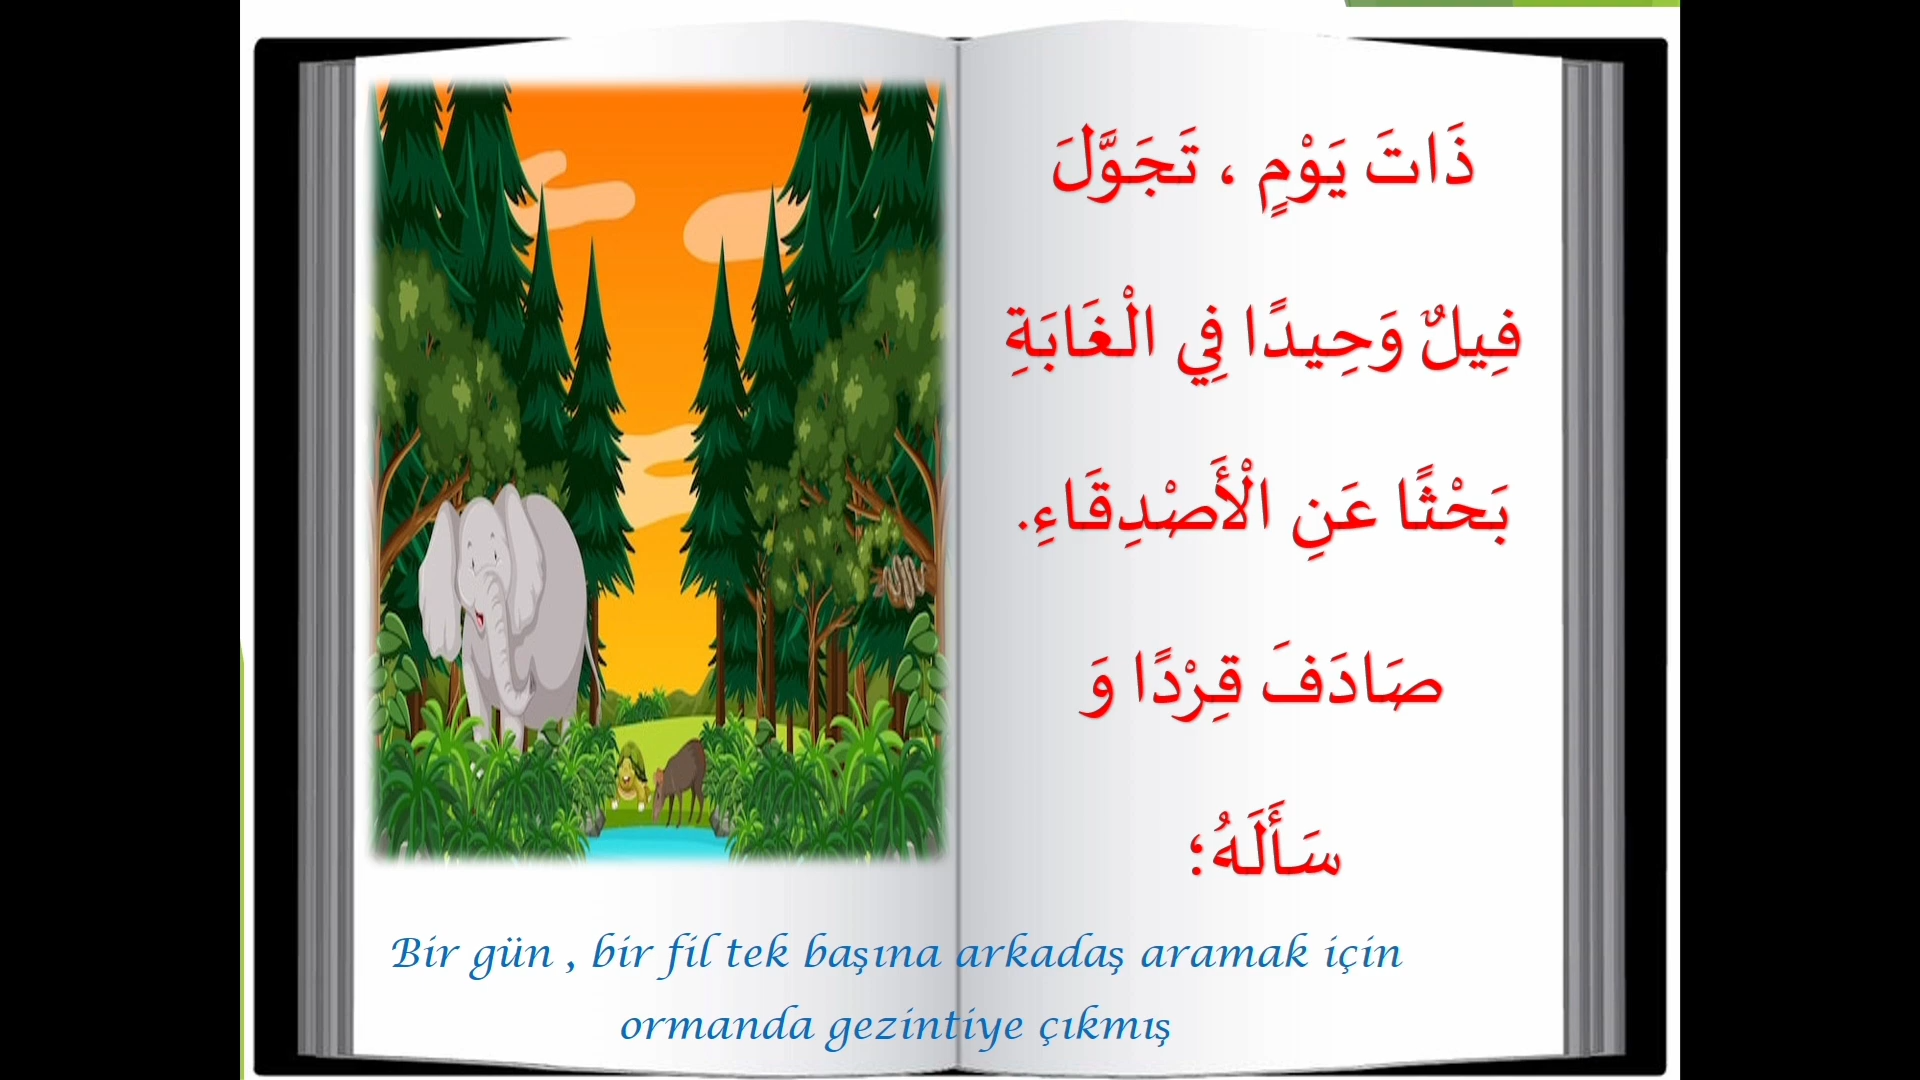 ذَاتَ يَوْمٍ ، تَجَوَّلَ
فِيلٌ وَحِيدًا فِي الْغَابَةِ
بَحْثًا عَنِ الْأَصْدِقَاءِ.
صَادَفَ قِرْدًا وَ
سَأَلَهُ؛
Bir gün , bir fil tek başına arkadaş aramak için
ormanda gezintiye çıkmış